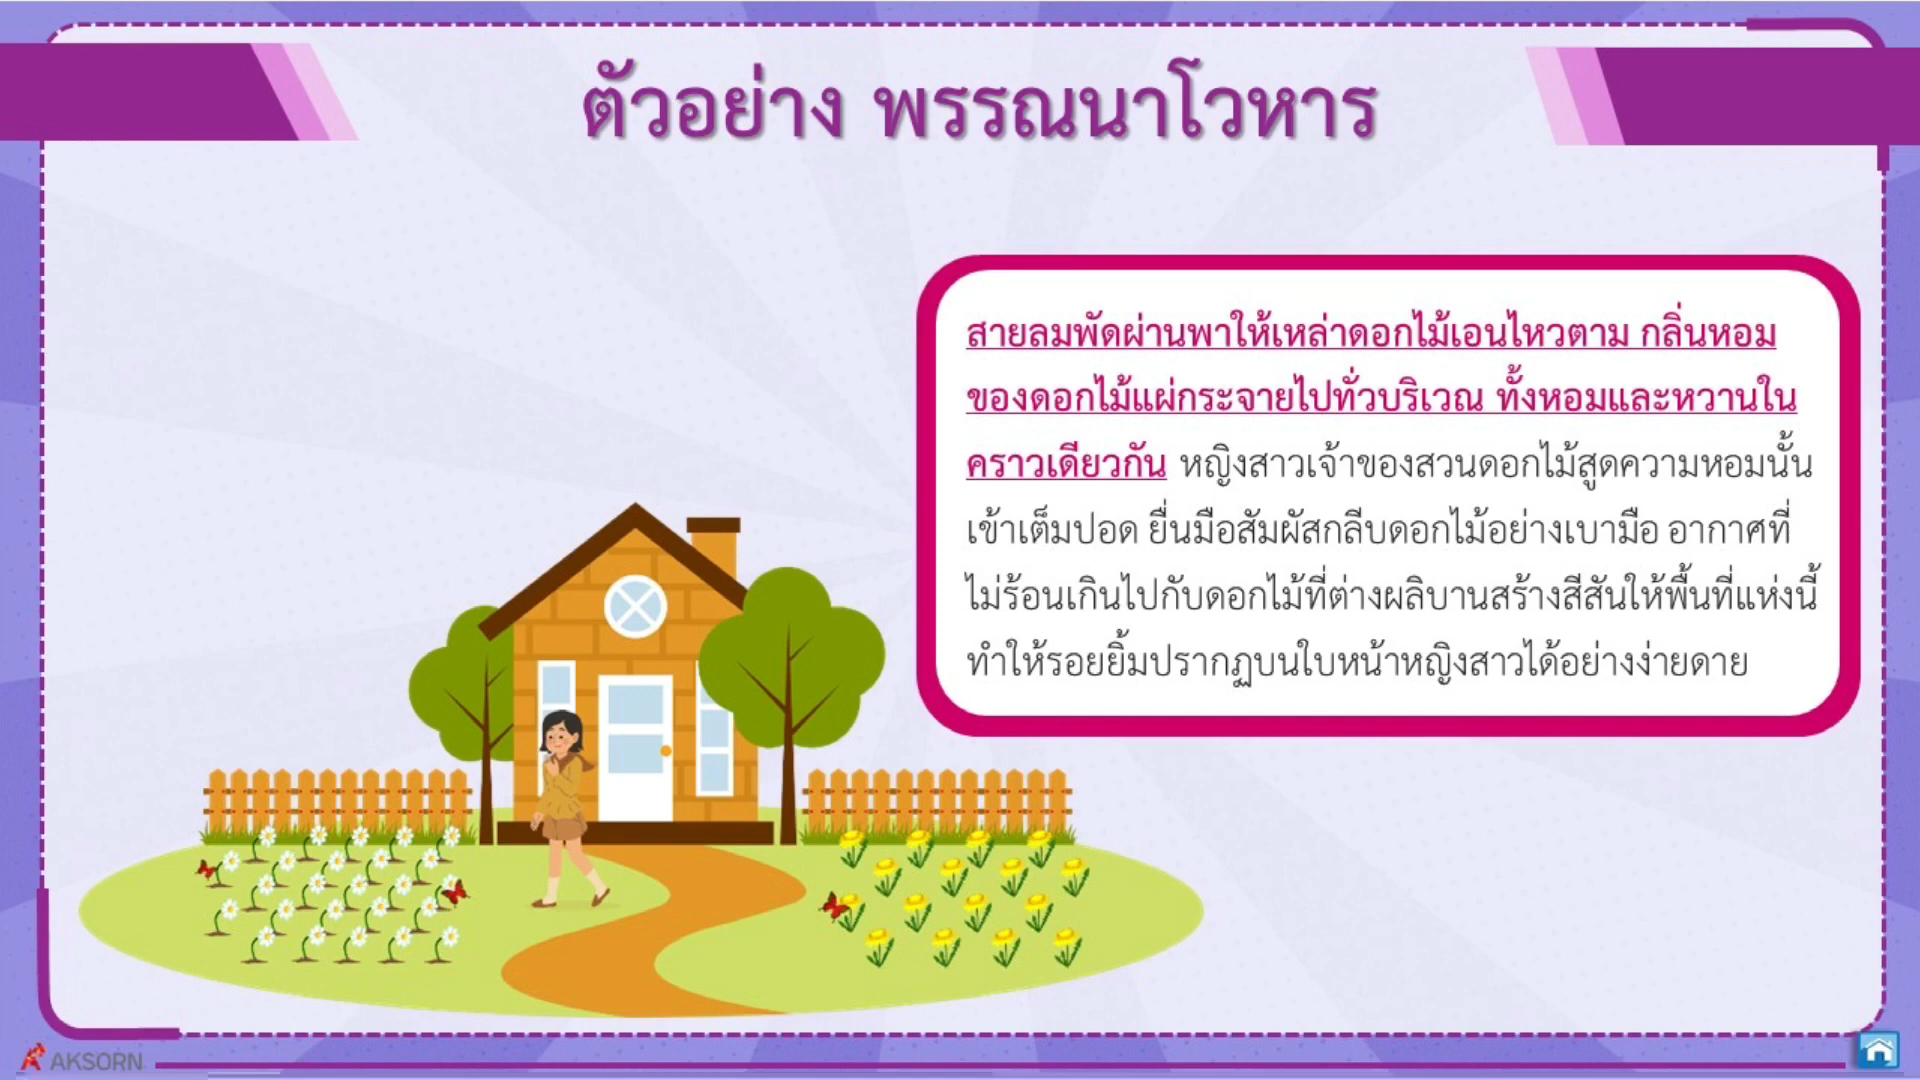 ตัวอย่าง พรรณนาโวหาร
สายลมพัดผ่านพาให้เหล่าดอกไม้เอนไหวตาม กลิ่นหอม
ของดอกไม้แผ่กระจายไปทั่วบริเวณ ทั้งหอมและหวานใน
คราวเดียวกัน หญิงสาวเจ้าของสวนดอกไม้สูดความหอมนั้น
เข้าเต็มปอด ยื่นมือสัมผัสกลีบดอกไม้อย่างเบามือ อากาศที่
ไม่ร้อนเกินไปกับดอกไม้ที่ต่างผลิบานสร้างสีสันให้พื้นที่แห่งนี้
ทำให้รอยยิ้มปรากฏบนใบหน้าหญิงสาวได้อย่างง่ายดาย
AKSORN